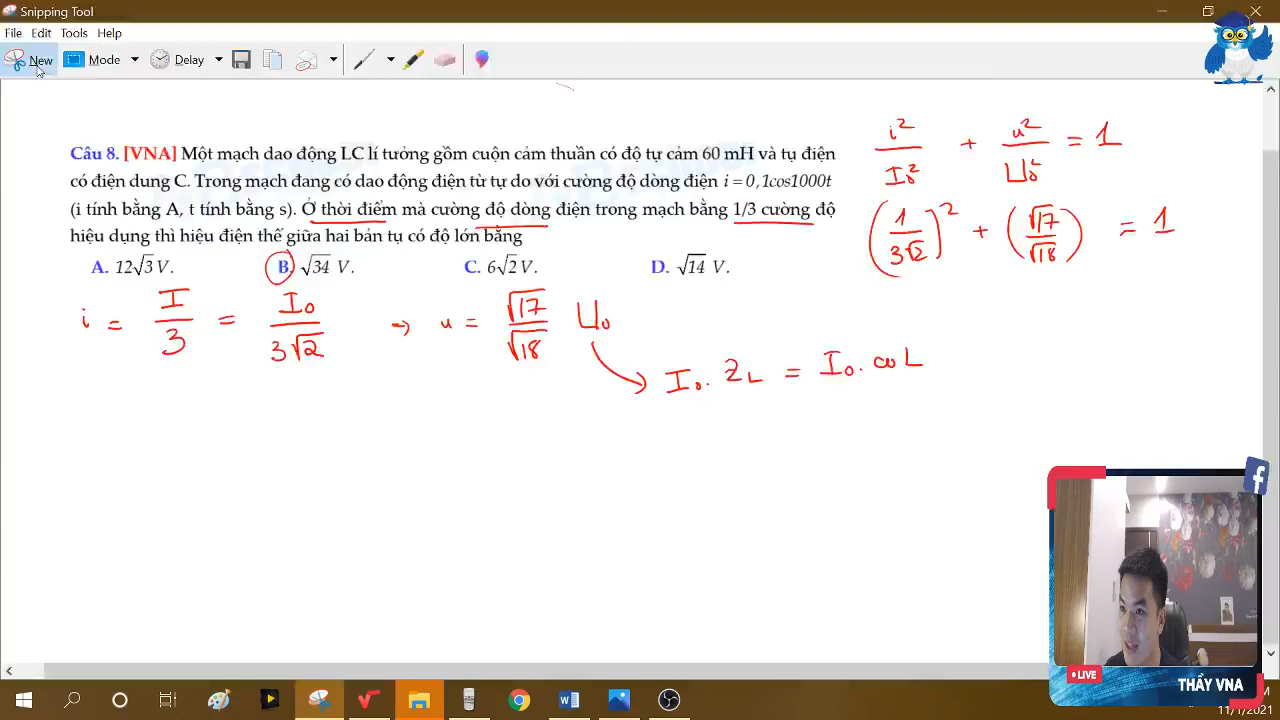 Snipping Tool
File Edit Tools Help
New Mode Delay
Câu 8. [VNA] Một mạch dao động LC lí tưởng gồm cuộn cảm thuần có độ tự cảm 60 mH và tụ điện
có điện dung C. Trong mạch đang có dao động điện từ tự do với cường độ dòng điện i = 0,1cos1000t
(i tính bằng A, t tính bằng s). Ở thời điểm mà cường độ dòng điện trong mạch bằng 1/3 cường độ
hiệu dụng thì hiệu điện thế giữa hai bản tụ có độ lớn bằng
A. 12√3 V. B. √34 V. C. 6√2 V. D. √14 V.
i²/I₀² + u²/U₀² = 1
(1/3√2)² + (√17/√18) = 1
i = I/3 = I₀/3√2 → u = √17/√18 U₀
I₀. Z_L = I₀. ωL
LIVE
THẦY VNA
11/1/2021